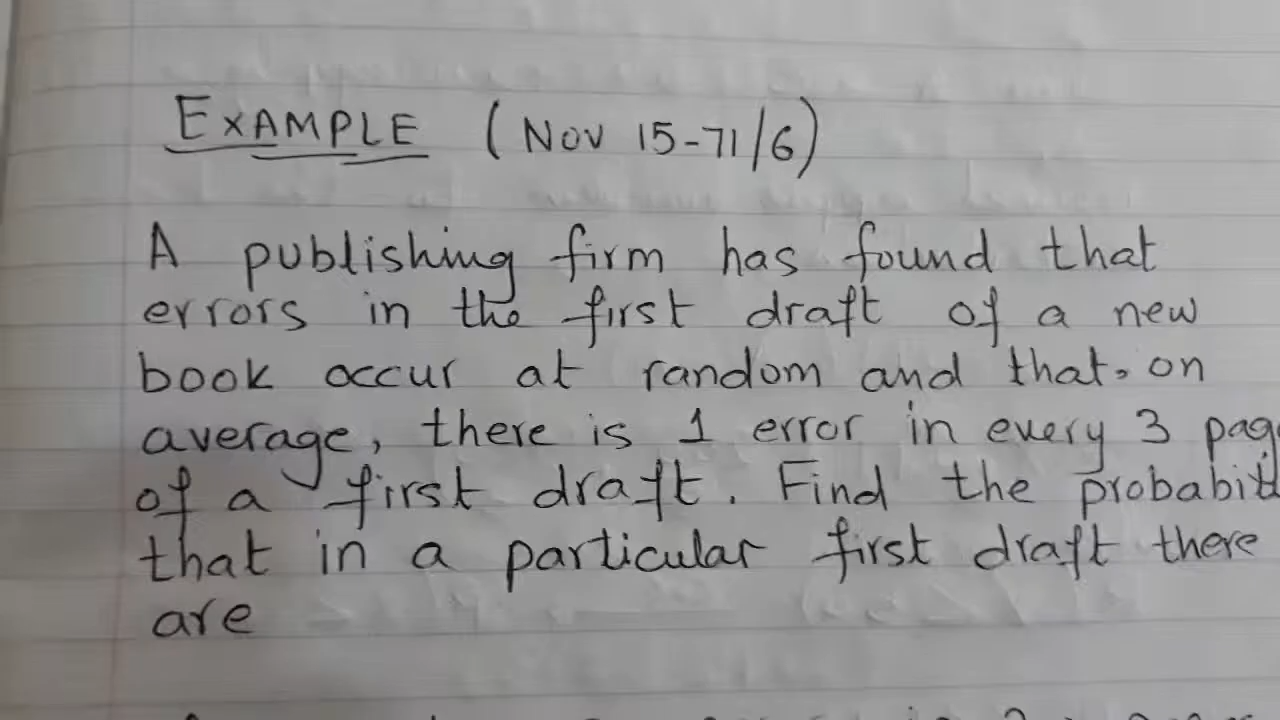 EXAMPLE (NOV 15-71/6)
A publishing firm has found that
errors in the first draft of a new
book occur at random and that, on
average, there is 1 error in every 3 pag
of a first draft. Find the probabil
that in a particular first draft there
are